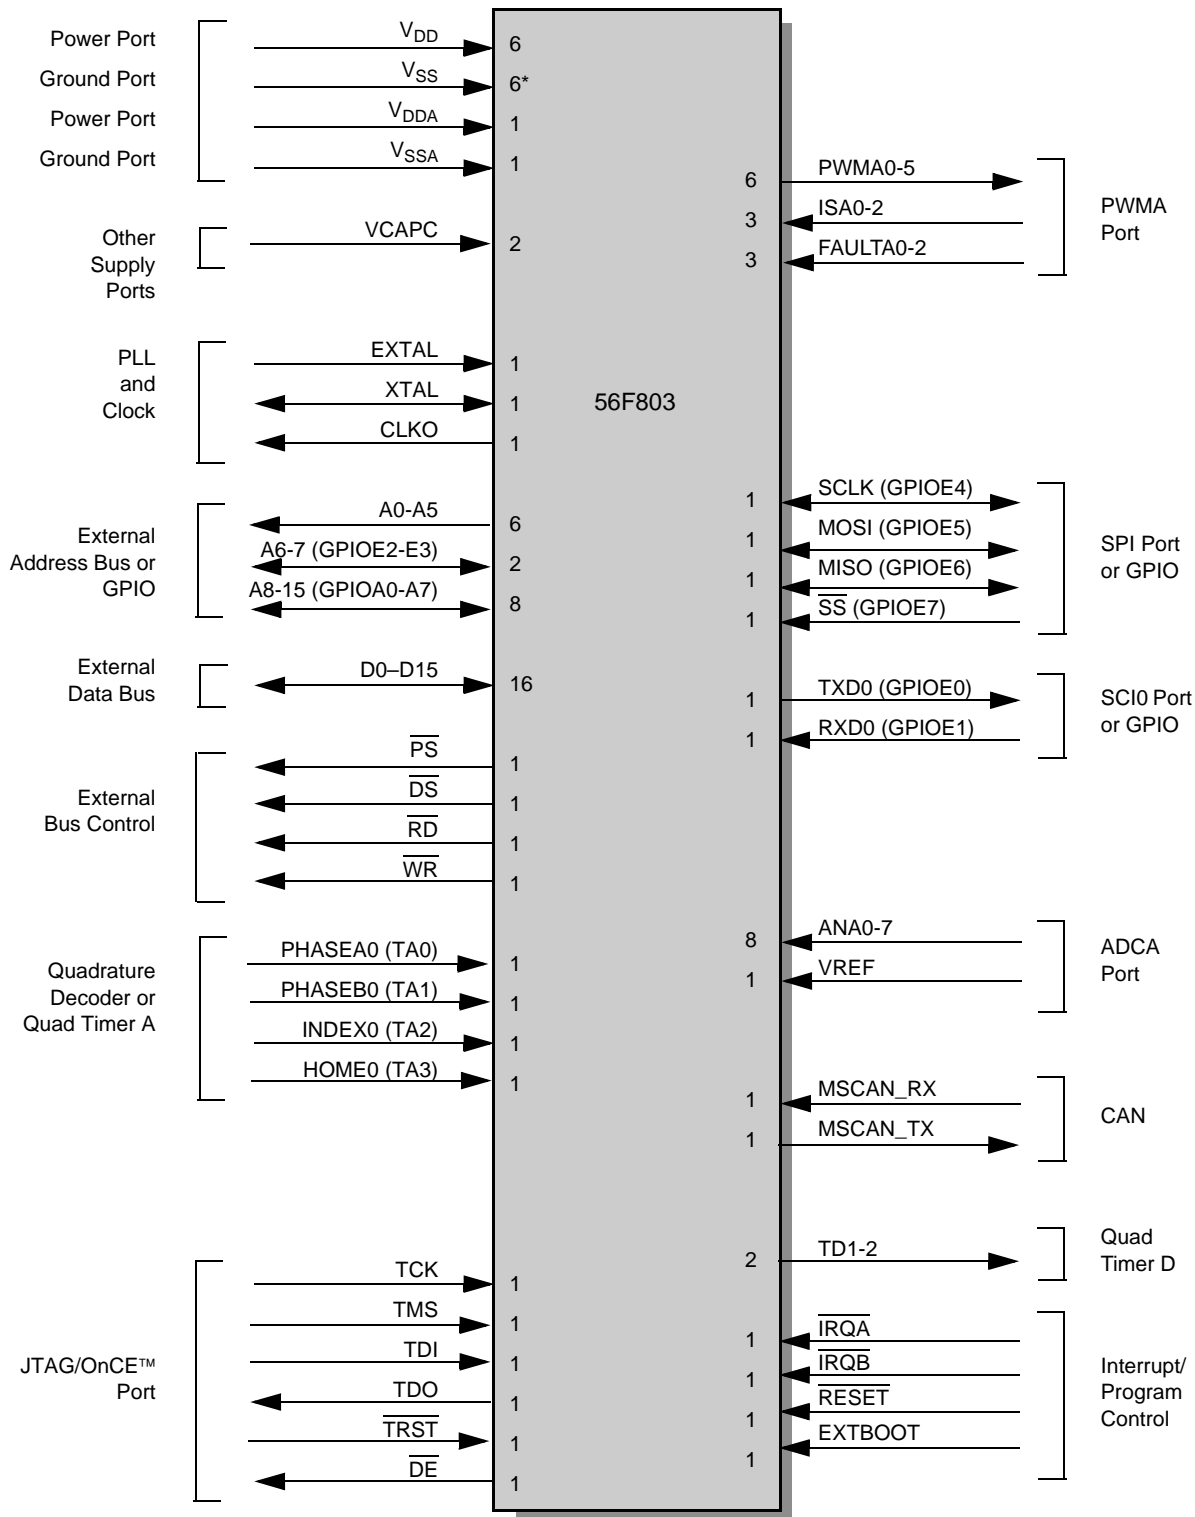 Power Port
V_DD
6
Ground Port
V_SS
6*
Power Port
V_DDA
1
Ground Port
V_SSA
1
Other
Supply
Ports
VCAPC
2
PLL
and
Clock
EXTAL
1
XTAL
1
CLKO
1
External
Address Bus or
GPIO
A0-A5
6
A6-7 (GPIOE2-E3)
2
A8-15 (GPIOA0-A7)
8
External
Data Bus
D0–D15
16
External
Bus Control
PS
1
DS
1
RD
1
WR
1
Quadrature
Decoder or
Quad Timer A
PHASEA0 (TA0)
1
PHASEB0 (TA1)
1
INDEX0 (TA2)
1
HOME0 (TA3)
1
JTAG/OnCE™
Port
TCK
1
TMS
1
TDI
1
TDO
1
TRST
1
DE
1
56F803
6
PWMA0-5
3
ISA0-2
3
FAULTA0-2
PWMA
Port
1
SCLK (GPIOE4)
1
MOSI (GPIOE5)
1
MISO (GPIOE6)
1
SS (GPIOE7)
SPI Port
or GPIO
1
TXD0 (GPIOE0)
1
RXD0 (GPIOE1)
SCI0 Port
or GPIO
8
ANA0-7
1
VREF
ADCA
Port
1
MSCAN_RX
1
MSCAN_TX
CAN
2
TD1-2
Quad
Timer D
1
IRQA
1
IRQB
1
RESET
1
EXTBOOT
Interrupt/
Program
Control